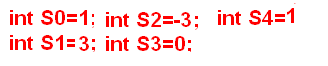 int S0=1; int S2=-3; int S4=1
int S1=3; int S3=0;